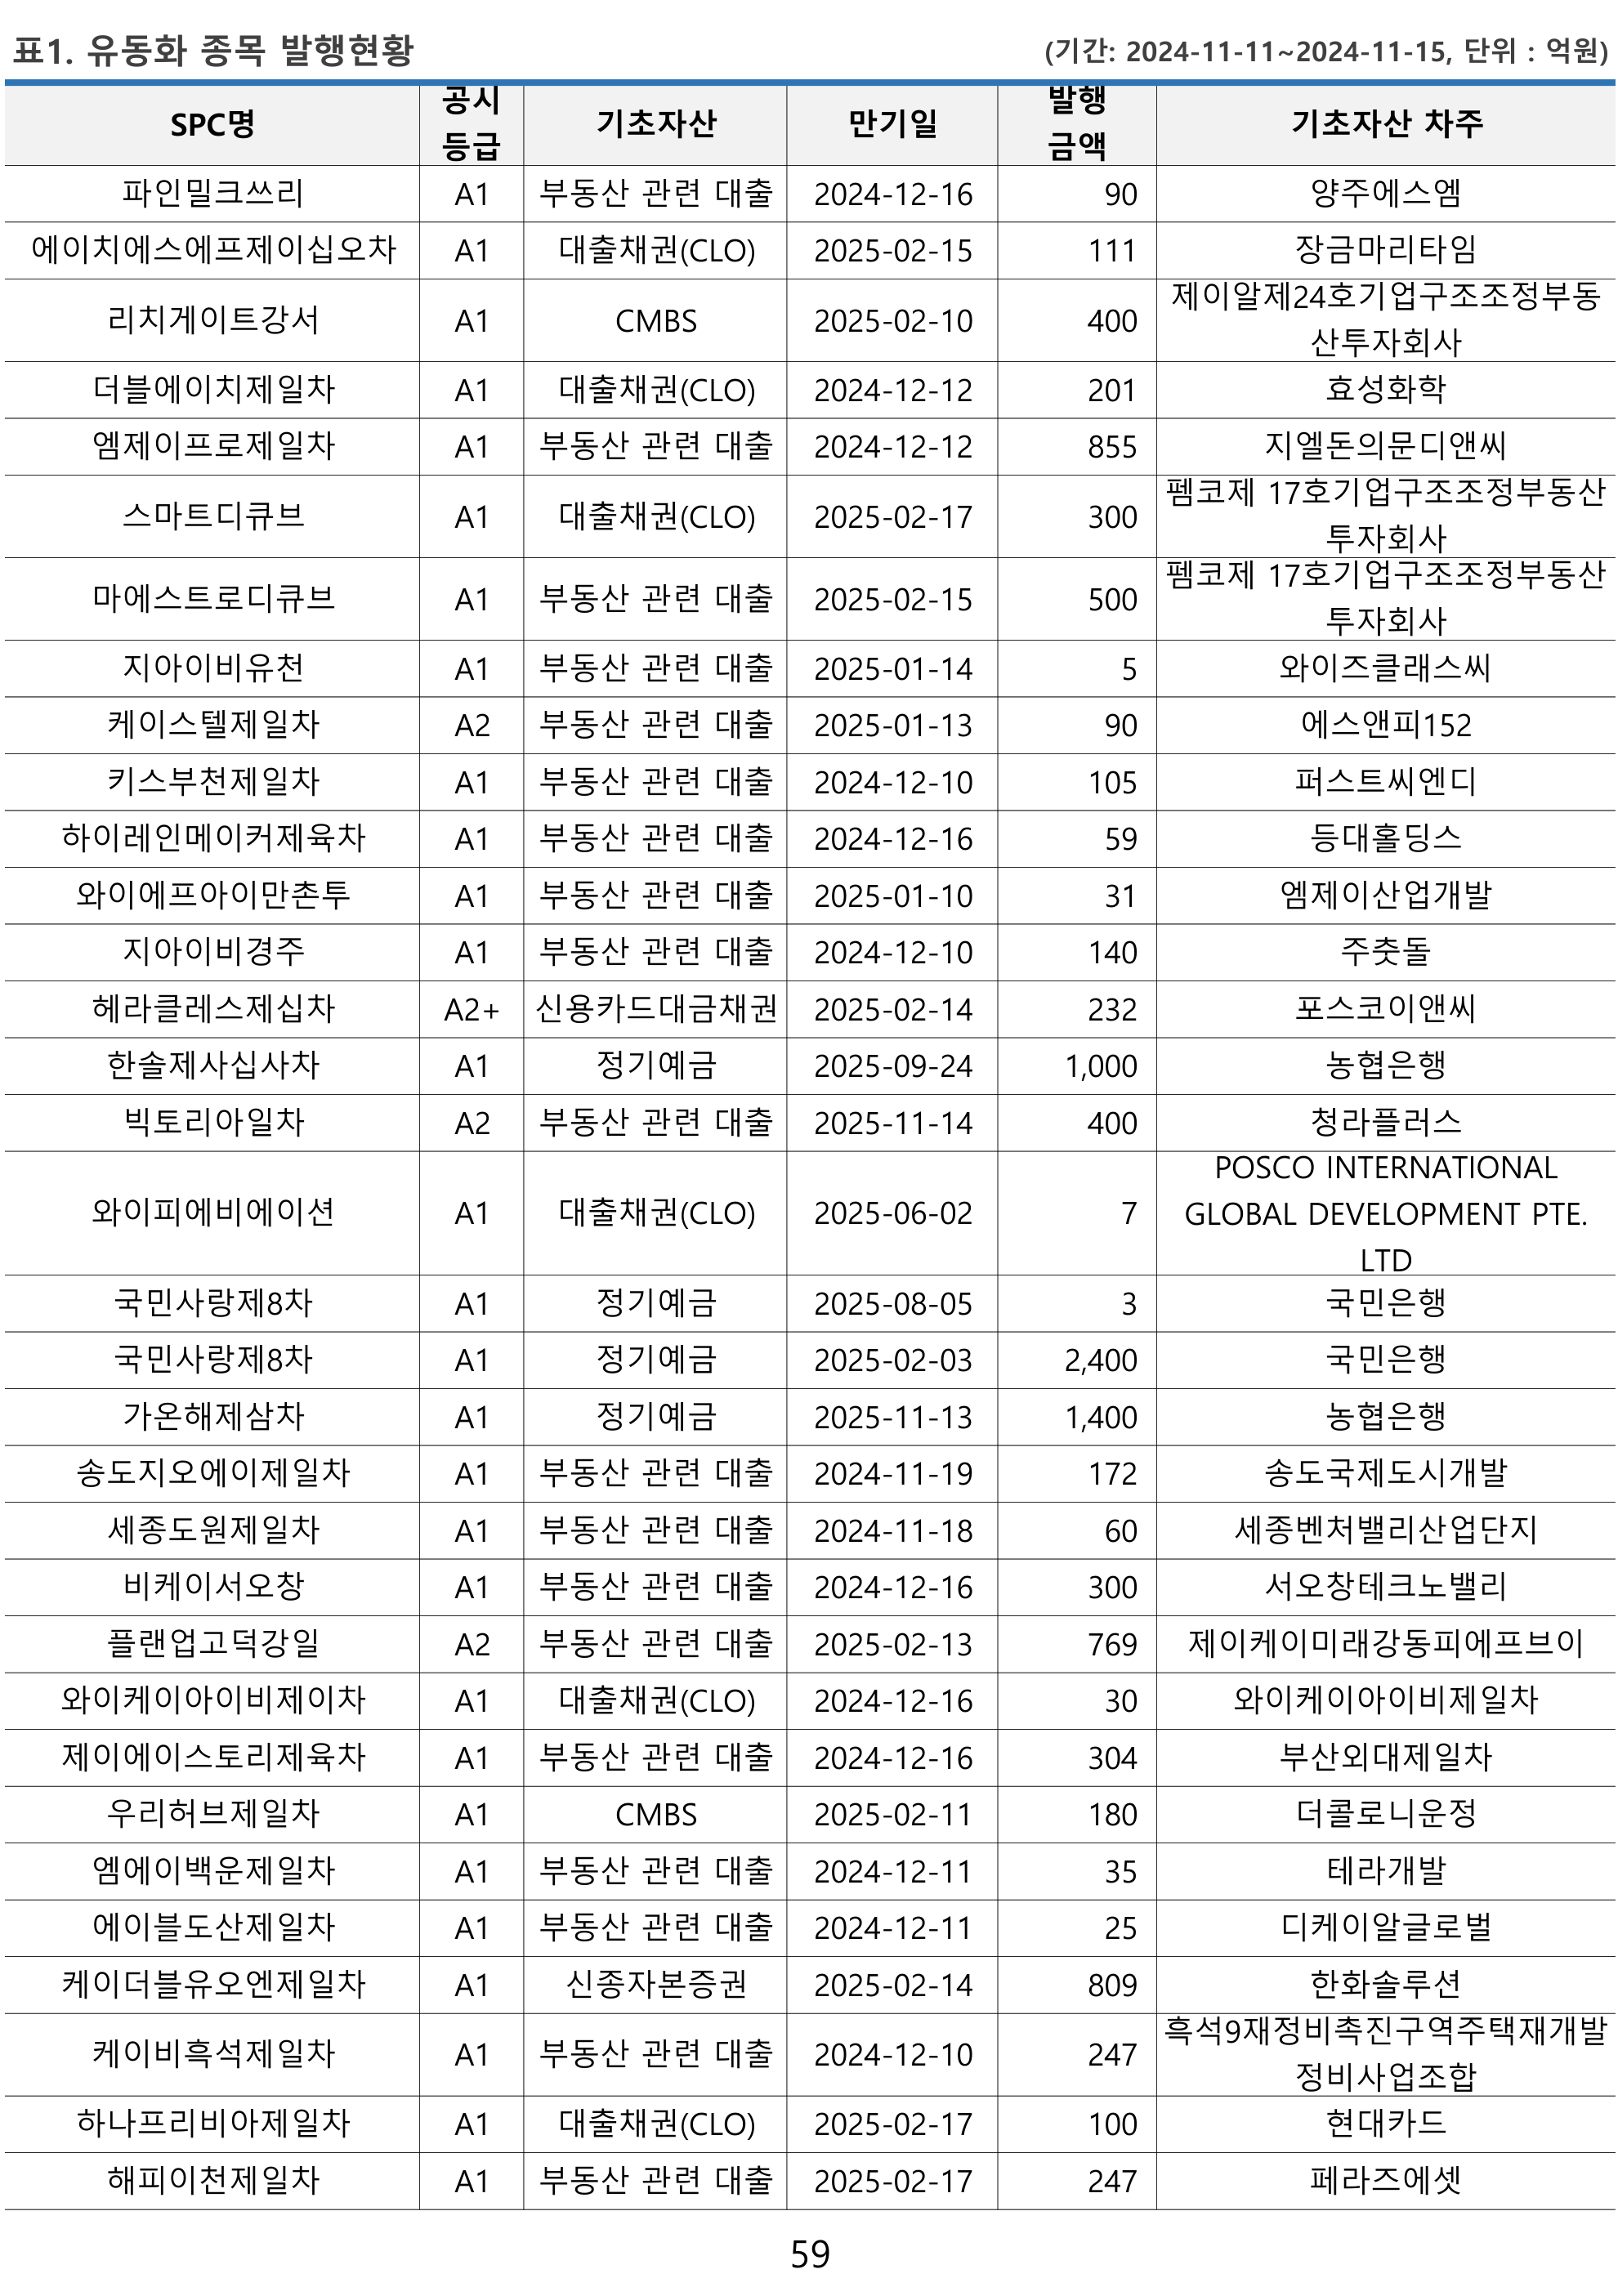 표1. 유동화 종목 발행현황 (기간: 2024-11-11~2024-11-15, 단위 : 억원)
SPC명 공시등급 기초자산 만기일 발행금액 기초자산 차주
파인밀크쓰리 A1 부동산 관련 대출 2024-12-16 90 양주에스엠
에이치에스에프제이십오차 A1 대출채권(CLO) 2025-02-15 111 장금마리타임
리치게이트강서 A1 CMBS 2025-02-10 400 제이알제24호기업구조조정부동산투자회사
더블에이치제일차 A1 대출채권(CLO) 2024-12-12 201 효성화학
엠제이프로제일차 A1 부동산 관련 대출 2024-12-12 855 지엘돈의문디앤씨
스마트디큐브 A1 대출채권(CLO) 2025-02-17 300 펨코제 17호기업구조조정부동산투자회사
마에스트로디큐브 A1 부동산 관련 대출 2025-02-15 500 펨코제 17호기업구조조정부동산투자회사
지아이비유천 A1 부동산 관련 대출 2025-01-14 5 와이즈클래스씨
케이스텔제일차 A2 부동산 관련 대출 2025-01-13 90 에스앤피152
키스부천제일차 A1 부동산 관련 대출 2024-12-10 105 퍼스트씨엔디
하이레인메이커제육차 A1 부동산 관련 대출 2024-12-16 59 등대홀딩스
와이에프아이만촌투 A1 부동산 관련 대출 2025-01-10 31 엠제이산업개발
지아이비경주 A1 부동산 관련 대출 2024-12-10 140 주춧돌
헤라클레스제십차 A2+ 신용카드대금채권 2025-02-14 232 포스코이앤씨
한솔제사십사차 A1 정기예금 2025-09-24 1,000 농협은행
빅토리아일차 A2 부동산 관련 대출 2025-11-14 400 청라플러스
와이피에비에이션 A1 대출채권(CLO) 2025-06-02 7 POSCO INTERNATIONAL GLOBAL DEVELOPMENT PTE. LTD
국민사랑제8차 A1 정기예금 2025-08-05 3 국민은행
국민사랑제8차 A1 정기예금 2025-02-03 2,400 국민은행
가온해제삼차 A1 정기예금 2025-11-13 1,400 농협은행
송도지오에이제일차 A1 부동산 관련 대출 2024-11-19 172 송도국제도시개발
세종도원제일차 A1 부동산 관련 대출 2024-11-18 60 세종벤처밸리산업단지
비케이서오창 A1 부동산 관련 대출 2024-12-16 300 서오창테크노밸리
플랜업고덕강일 A2 부동산 관련 대출 2025-02-13 769 제이케이미래강동피에프브이
와이케이아이비제이차 A1 대출채권(CLO) 2024-12-16 30 와이케이아이비제일차
제이에이스토리제육차 A1 부동산 관련 대출 2024-12-16 304 부산외대제일차
우리허브제일차 A1 CMBS 2025-02-11 180 더콜로니운정
엠에이백운제일차 A1 부동산 관련 대출 2024-12-11 35 테라개발
에이블도산제일차 A1 부동산 관련 대출 2024-12-11 25 디케이알글로벌
케이더블유오엔제일차 A1 신종자본증권 2025-02-14 809 한화솔루션
케이비흑석제일차 A1 부동산 관련 대출 2024-12-10 247 흑석9재정비촉진구역주택재개발정비사업조합
하나프리비아제일차 A1 대출채권(CLO) 2025-02-17 100 현대카드
해피이천제일차 A1 부동산 관련 대출 2025-02-17 247 페라즈에셋
59